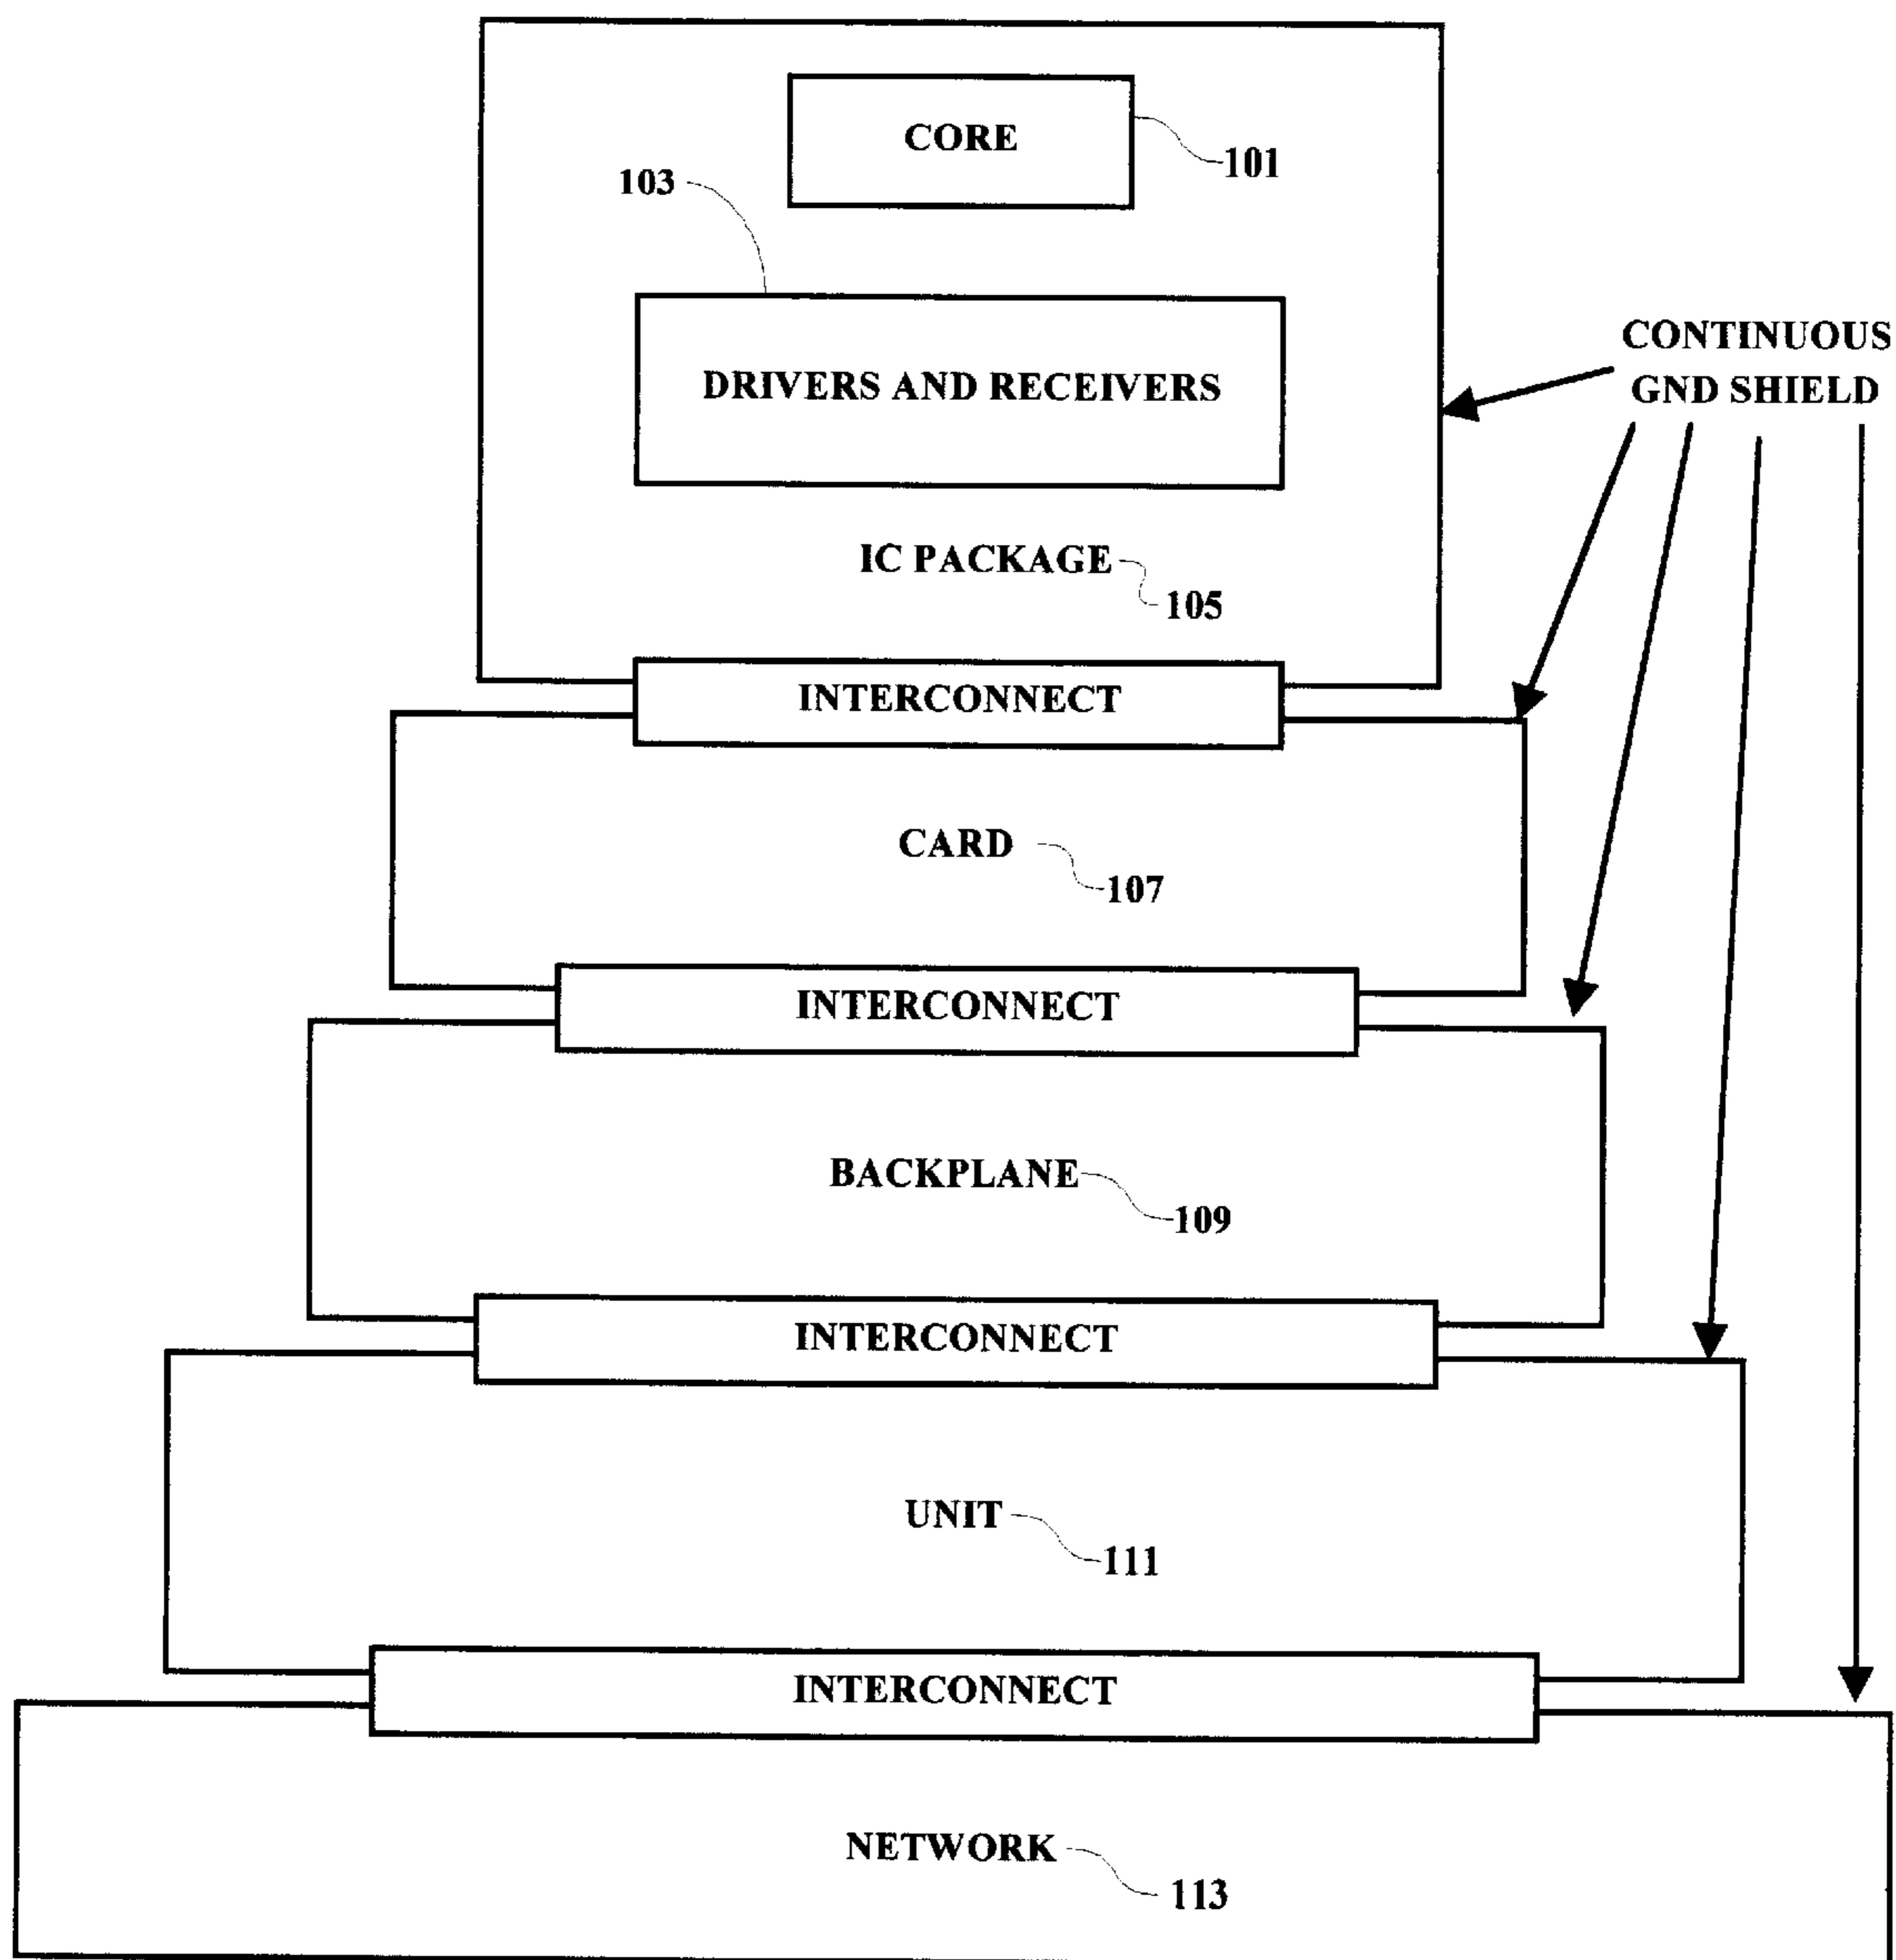 CORE
101
103
CONTINUOUS
GND SHIELD
DRIVERS AND RECEIVERS
IC PACKAGE
105
INTERCONNECT
CARD
107
INTERCONNECT
BACKPLANE
109
INTERCONNECT
UNIT
111
INTERCONNECT
NETWORK
113